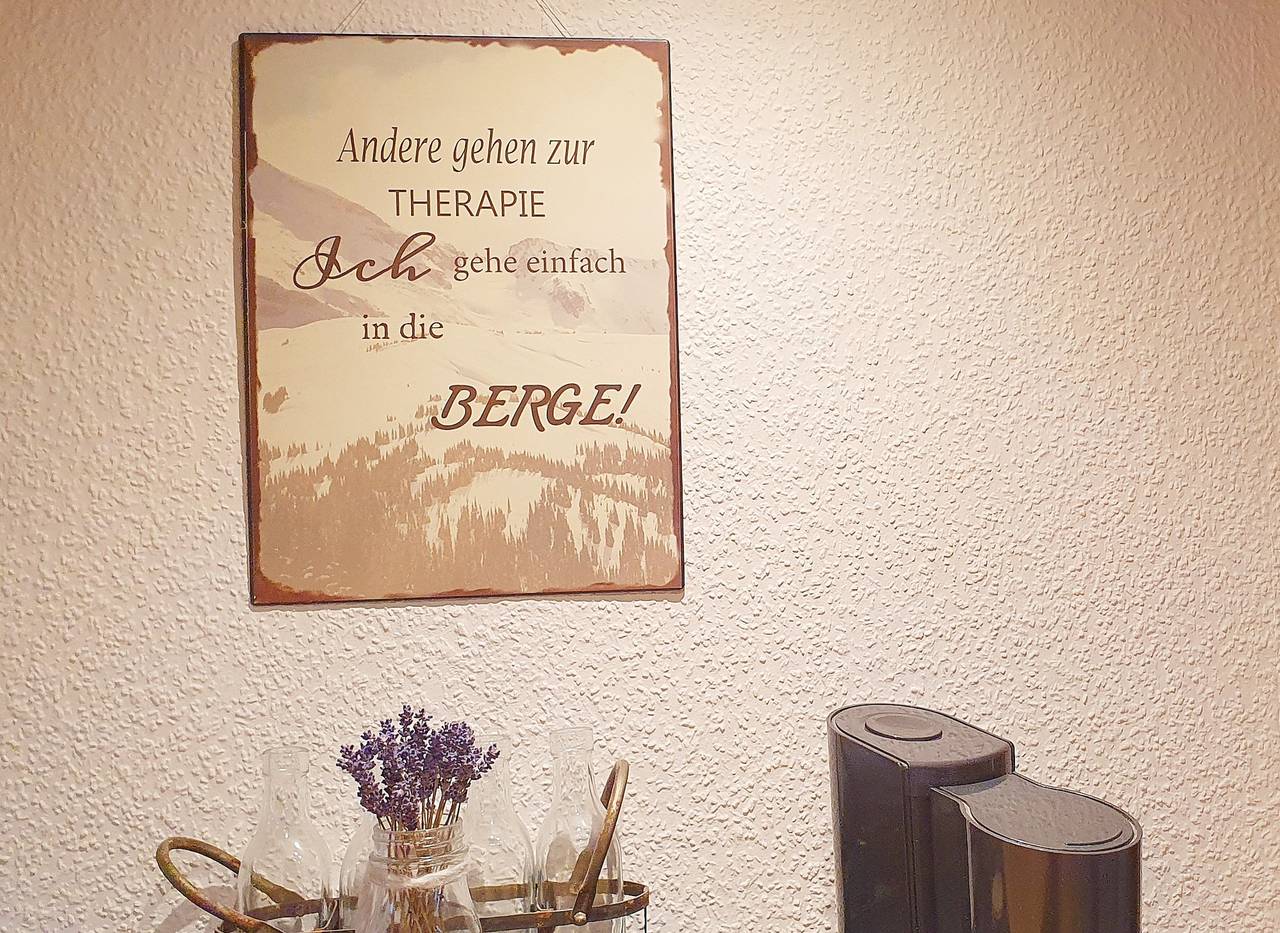 Andere gehen zur
THERAPIE
Ich gehe einfach
in die
BERGE!